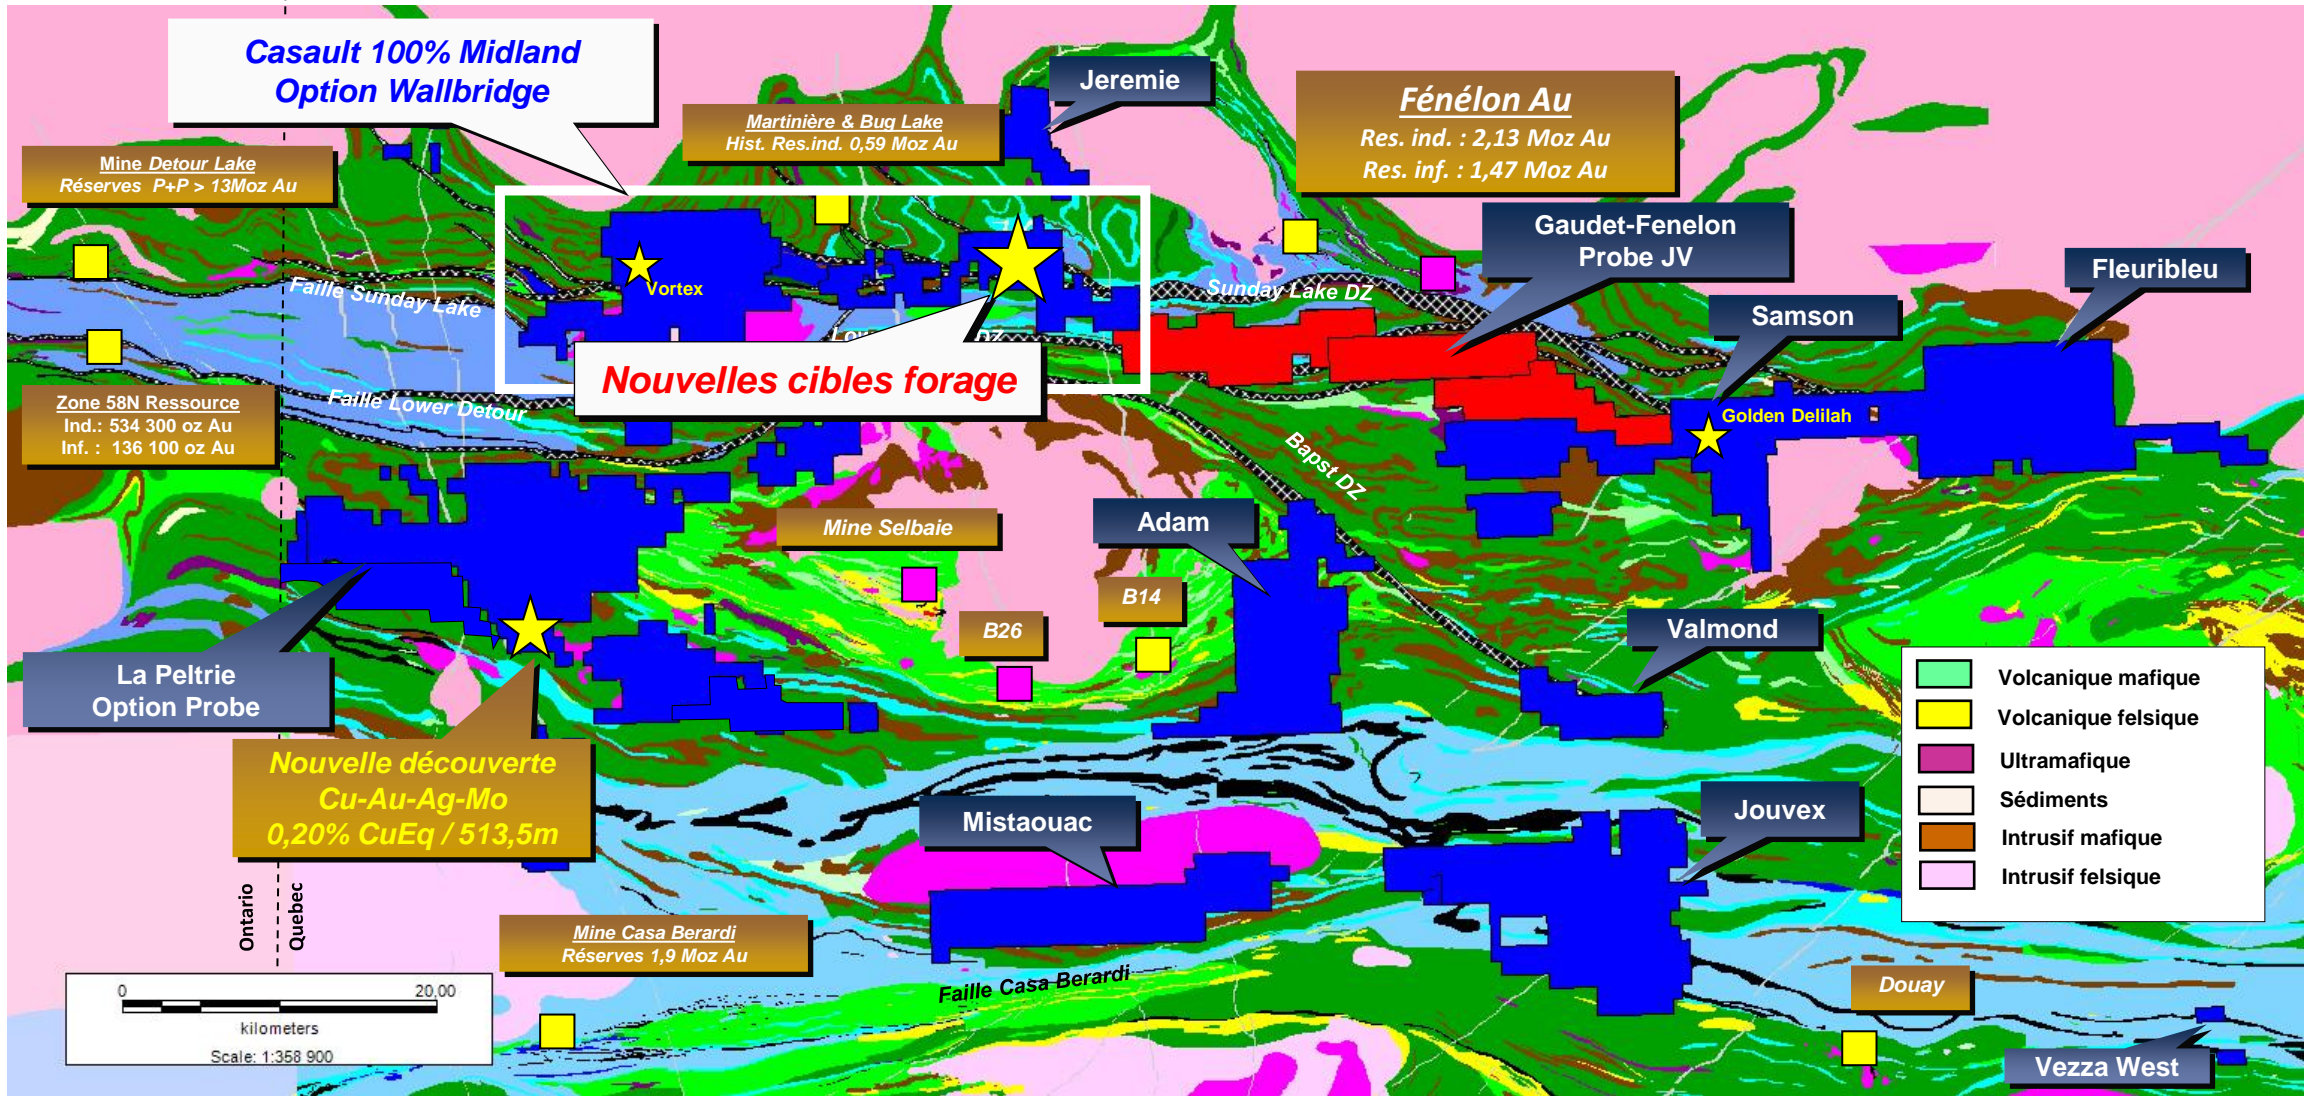 Casault 100% Midland
Option Wallbridge
Jeremie
Martinière & Bug Lake
Hist. Res.ind. 0,59 Moz Au
Fénélon Au
Res. ind. : 2,13 Moz Au
Res. inf. : 1,47 Moz Au
Mine Detour Lake
Réserves P+P > 13Moz Au
Gaudet-Fenelon
Probe JV
Fleuribleu
Vortex
Faille Sunday Lake
Sunday Lake DZ
Samson
DZ
Nouvelles cibles forage
Faille Lower Detour
Zone 58N Ressource
Ind.: 534 300 oz Au
Inf. : 136 100 oz Au
Golden Delilah
Bapst DZ
Mine Selbaie
Adam
B14
B26
Valmond
La Peltrie
Option Probe
Nouvelle découverte
Cu-Au-Ag-Mo
0,20% CuEq / 513,5m
Volcanique mafique
Volcanique felsique
Ultramafique
Sédiments
Intrusif mafique
Intrusif felsique
Mistaouac
Jouvex
Ontario
Quebec
Mine Casa Berardi
Réserves 1,9 Moz Au
Faille Casa Berardi
Douay
Vezza West
0 20,00
kilometers
Scale: 1:358 900